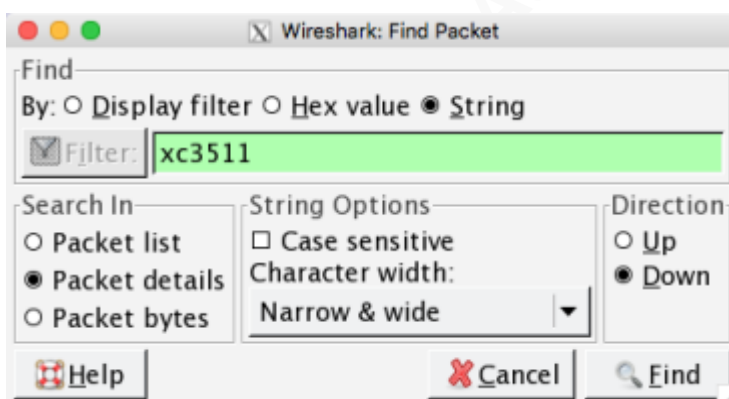 Wireshark: Find Packet
Find
By: Display filter Hex value String
Filter: xc3511
Search In String Options Direction
Packet list Case sensitive Up
Packet details Character width: Down
Packet bytes Narrow & wide
Help Cancel Find